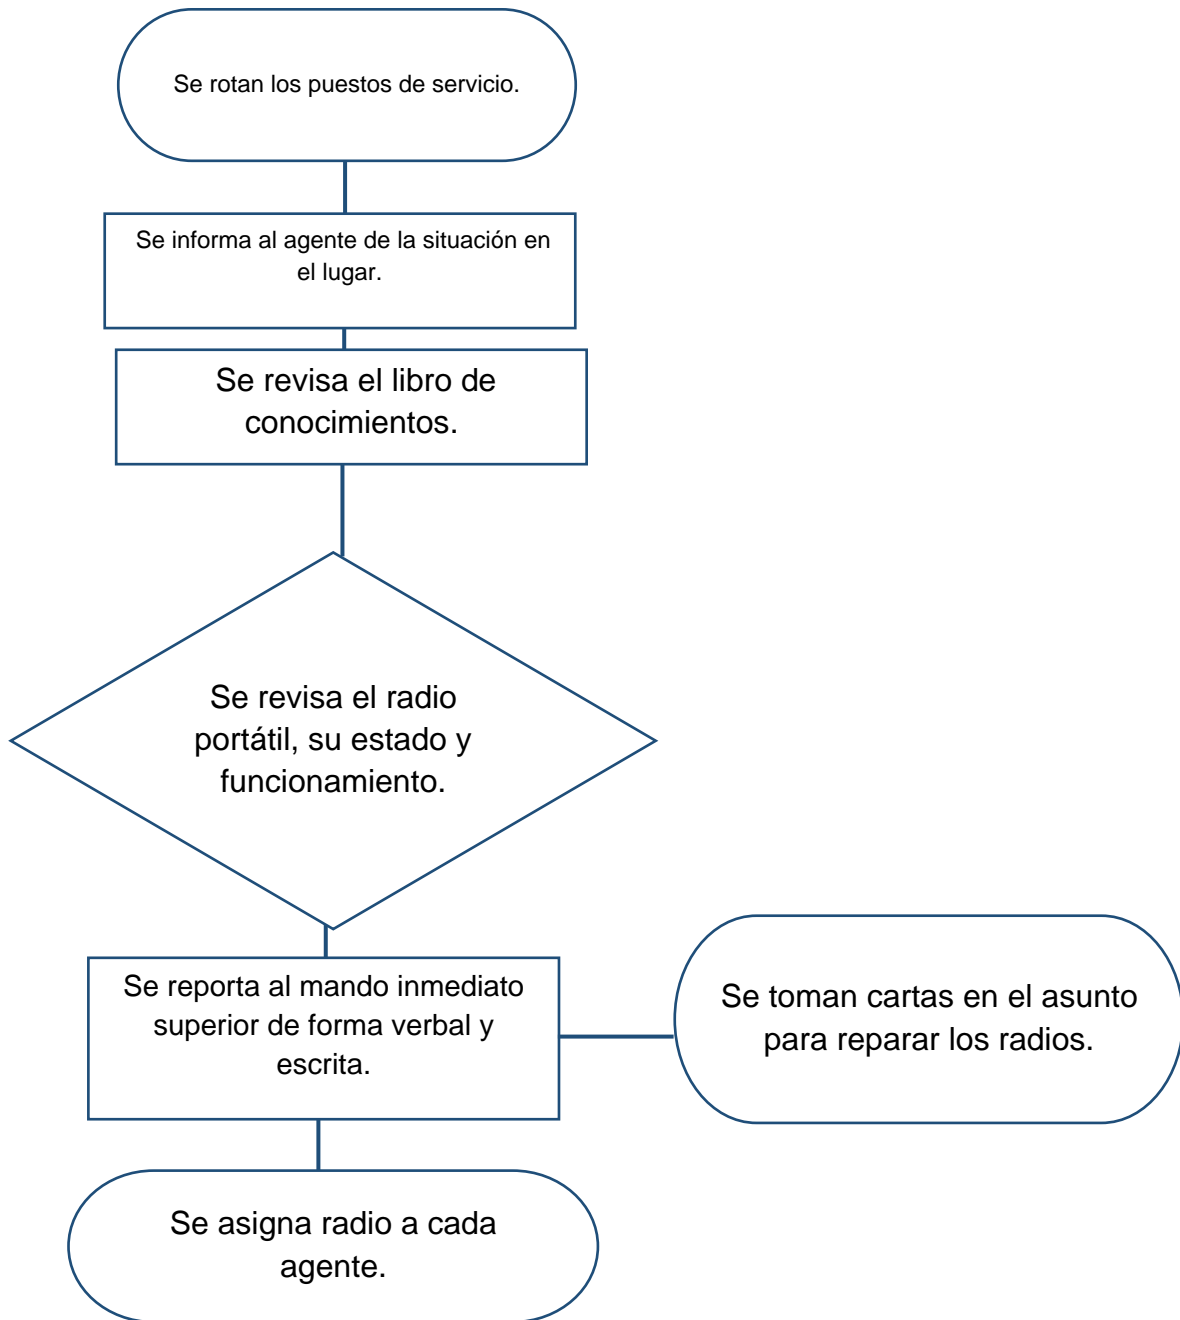 Se rotan los puestos de servicio.
Se informa al agente de la situación en
el lugar.
Se revisa el libro de
conocimientos.
Se revisa el radio
portátil, su estado y
funcionamiento.
Se reporta al mando inmediato
superior de forma verbal y
escrita.
Se toman cartas en el asunto
para reparar los radios.
Se asigna radio a cada
agente.